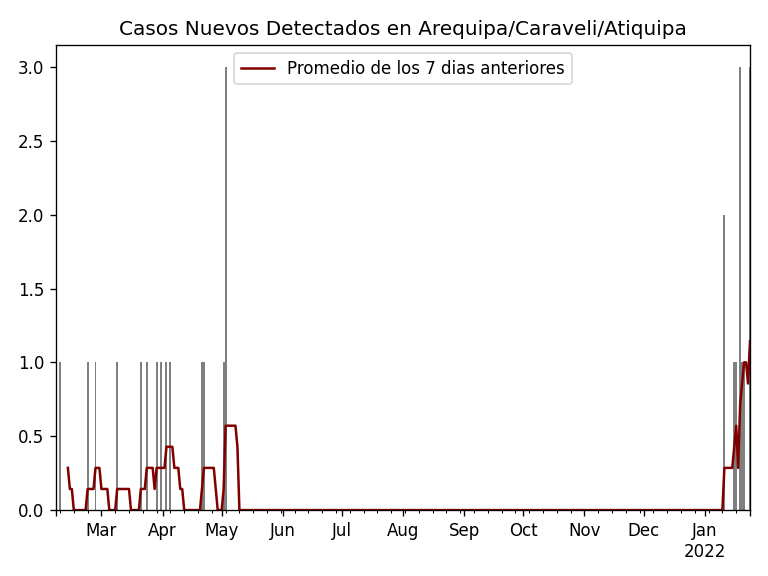 Casos Nuevos Detectados en Arequipa/Caraveli/Atiquipa
Promedio de los 7 dias anteriores
3.0
2.5
2.0
1.5
1.0
0.5
0.0
Mar Apr May Jun Jul Aug Sep Oct Nov Dec Jan
2022